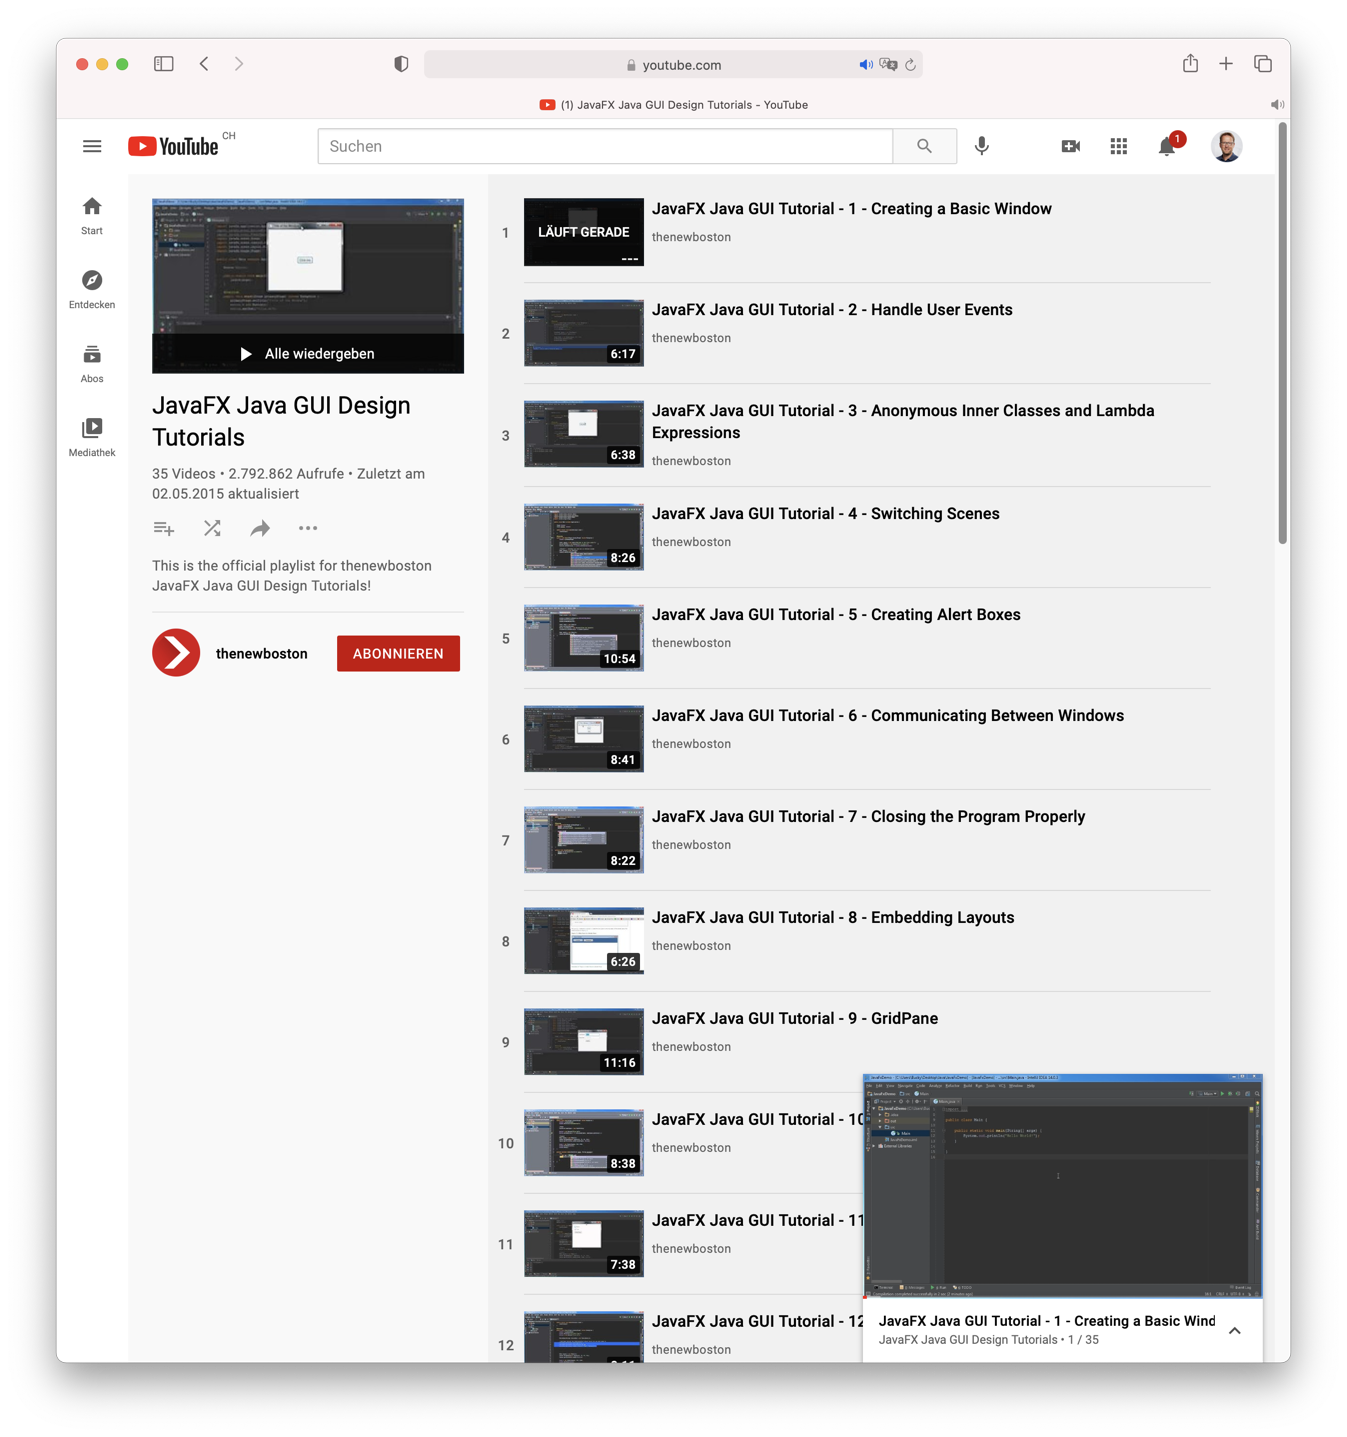 youtube.com
(1) JavaFX Java GUI Design Tutorials - YouTube
YouTube CH
Suchen
1
Start
Entdecken
Abos
Mediathek
Alle wiedergeben
JavaFX Java GUI Design
Tutorials
35 Videos • 2.792.862 Aufrufe • Zuletzt am
02.05.2015 aktualisiert
This is the official playlist for thenewboston
JavaFX Java GUI Design Tutorials!
thenewboston
ABONNIEREN
1
LÄUFT GERADE
JavaFX Java GUI Tutorial - 1 - Creating a Basic Window
thenewboston
2
6:17
JavaFX Java GUI Tutorial - 2 - Handle User Events
thenewboston
3
6:38
JavaFX Java GUI Tutorial - 3 - Anonymous Inner Classes and Lambda
Expressions
thenewboston
4
8:26
JavaFX Java GUI Tutorial - 4 - Switching Scenes
thenewboston
5
10:54
JavaFX Java GUI Tutorial - 5 - Creating Alert Boxes
thenewboston
6
8:41
JavaFX Java GUI Tutorial - 6 - Communicating Between Windows
thenewboston
7
8:22
JavaFX Java GUI Tutorial - 7 - Closing the Program Properly
thenewboston
8
6:26
JavaFX Java GUI Tutorial - 8 - Embedding Layouts
thenewboston
9
11:16
JavaFX Java GUI Tutorial - 9 - GridPane
thenewboston
10
8:38
JavaFX Java GUI Tutorial - 10
thenewboston
11
7:38
JavaFX Java GUI Tutorial - 11
thenewboston
12
JavaFX Java GUI Tutorial - 12
thenewboston
JavaFX Java GUI Tutorial - 1 - Creating a Basic Wind
JavaFX Java GUI Design Tutorials • 1 / 35